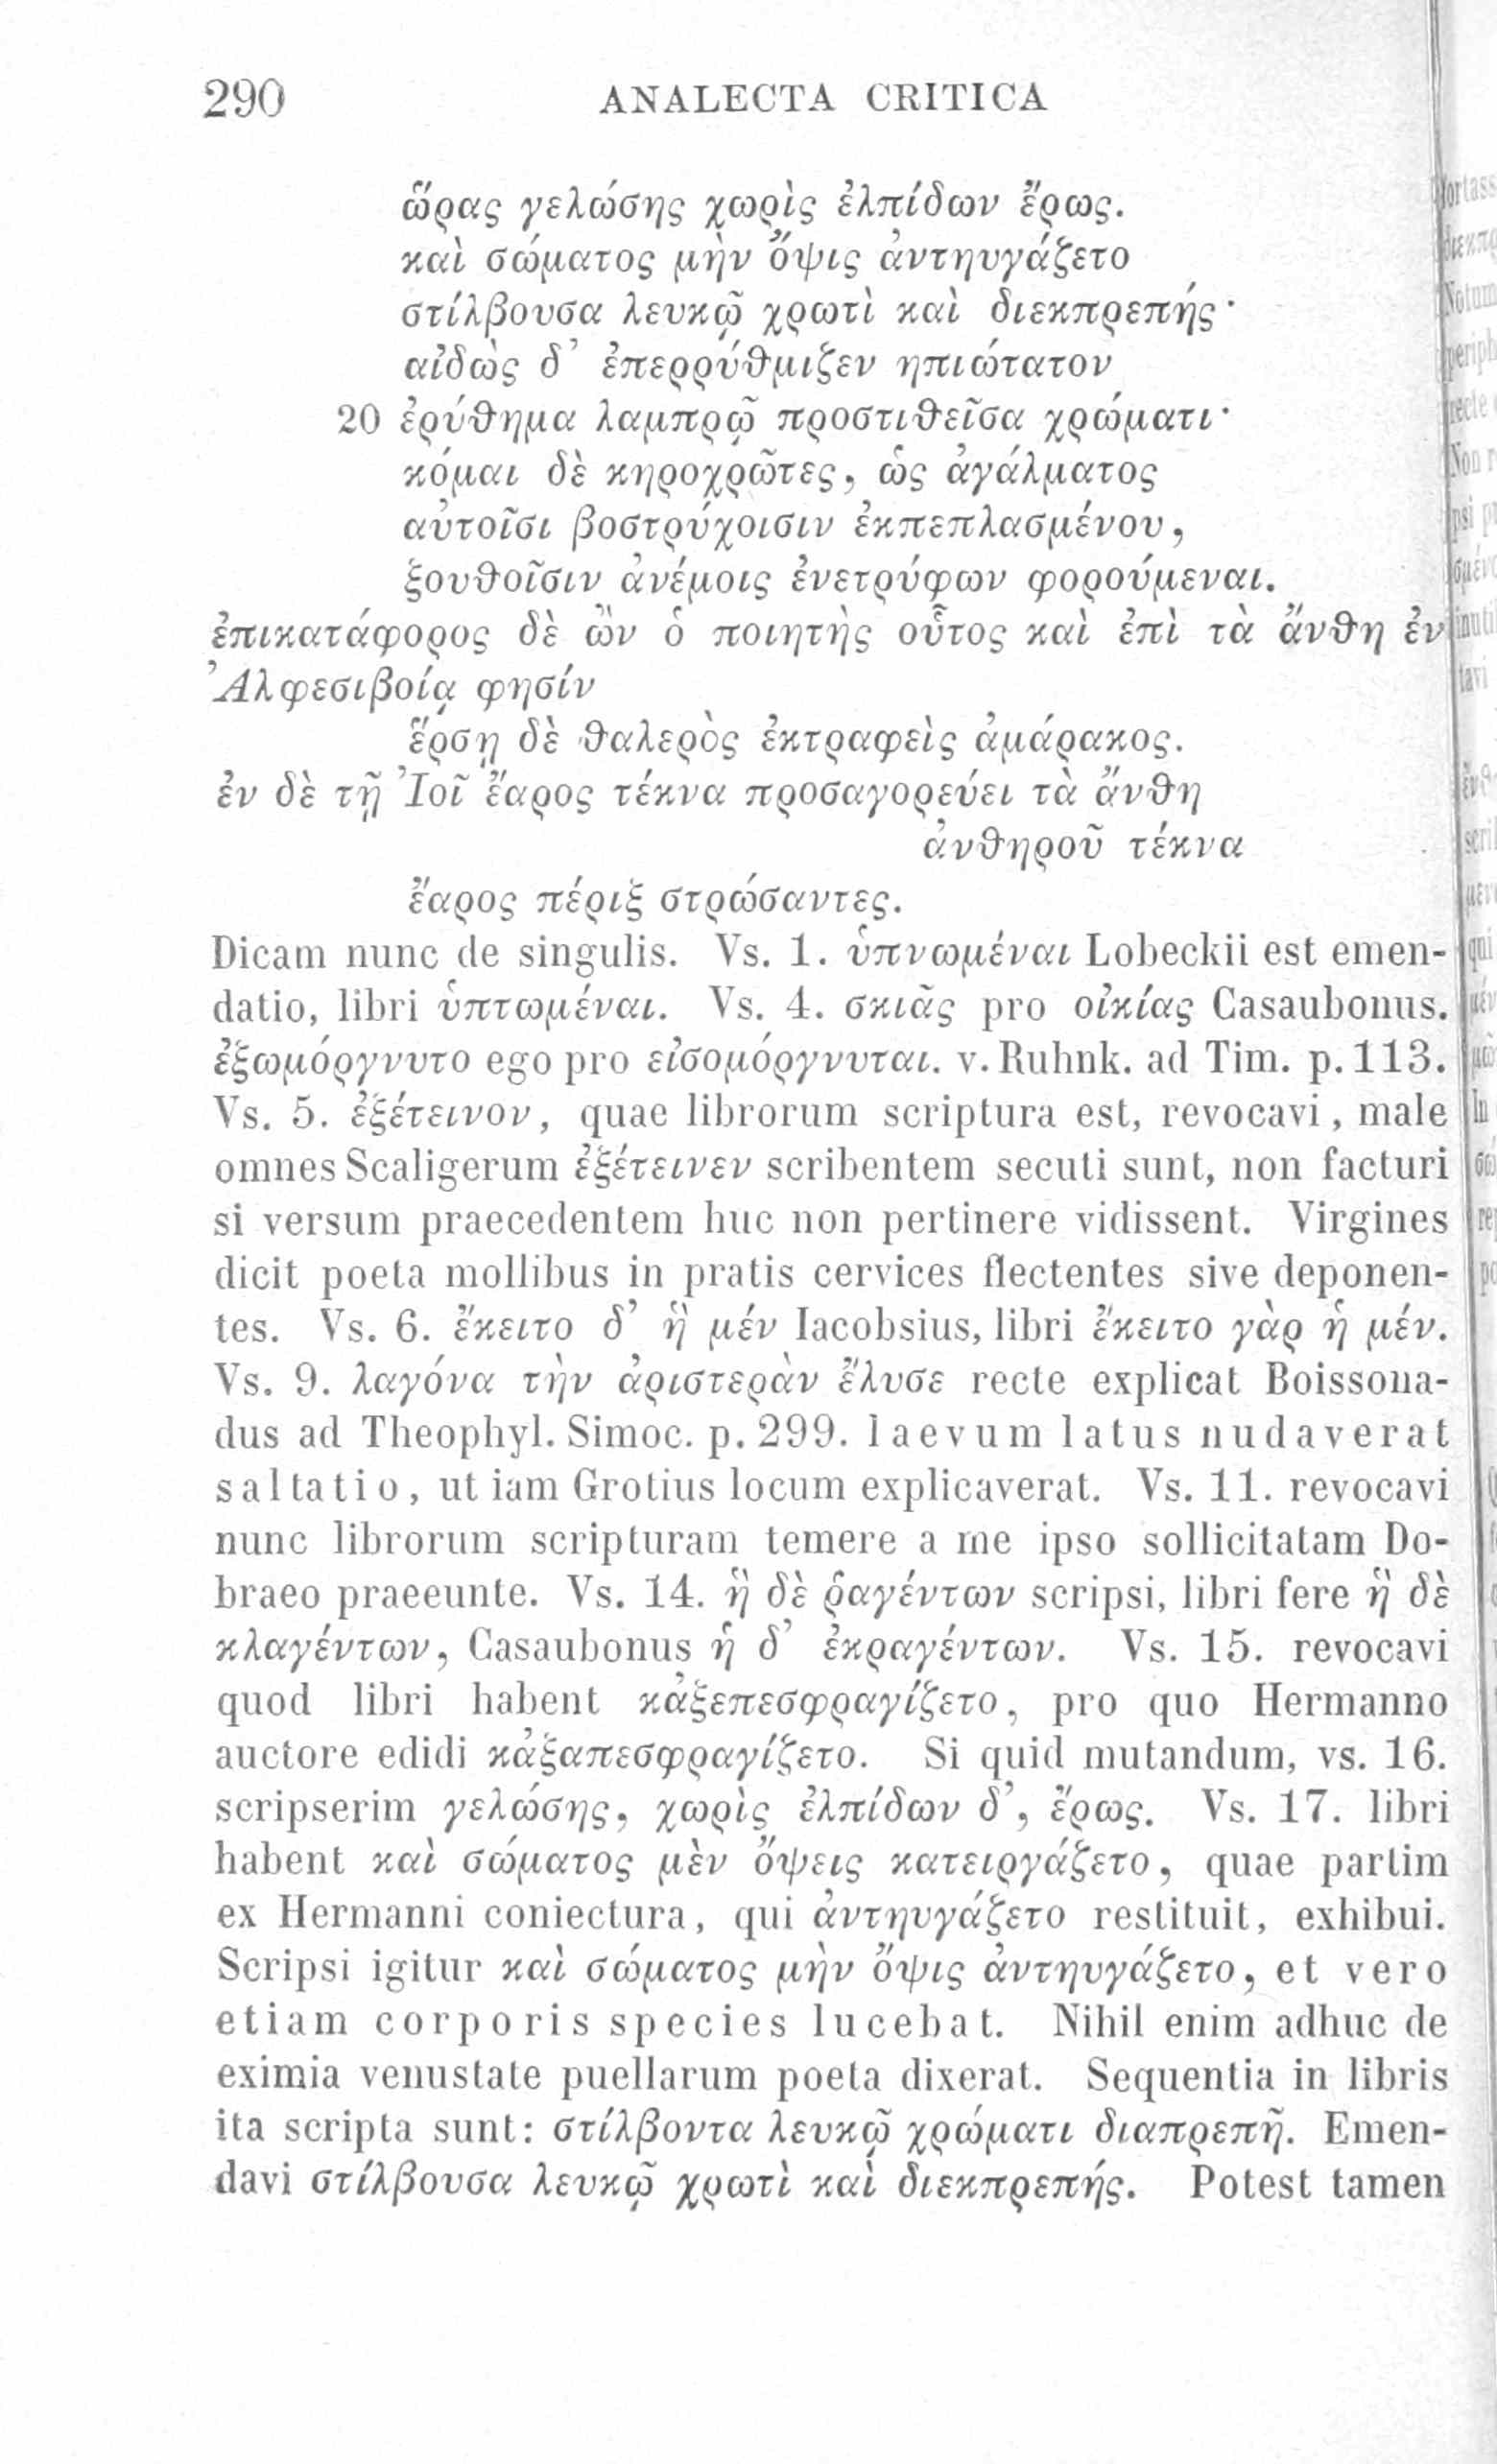 290 ANALECTA CRITICA
ὥρας γελώσης χωρὶς ἐλπίδων ἔρως.
καὶ σώματος μὴν ὄψις ἀντηυγάζετο
στίλβουσα λευκῷ χρωτὶ καὶ διεκπρεπής·
αἰδὼς δ’ ἐπερρύθμιζεν ηπιώτατον
20 ἐρύθημα λαμπρῷ προστιθεῖσα χρώματι·
κόμαι δὲ κηροχρῶτες, ὡς ἀγάλματος
αὐτοῖσι βοστρύχοισιν ἐκπεπλασμένου,
ξουθοῖσιν ἀνέμοις ἐνετρύφων φορούμεναι.
ἐπικατάφορος δὲ ὢν ὁ ποιητὴς οὗτος καὶ ἐπὶ τὰ ἄνθη ἐν
Ἀλφεσιβοίᾳ φησίν
ἕρσῃ δὲ θαλερὸς ἐκτραφεὶς ἀμάρακος.
ἐν δὲ τῇ Ἰοῖ ἔαρος τέκνα προσαγορεύει τὰ ἄνθη
ἀνθηροῦ τέκνα
ἔαρος πέριξ στρώσαντες.
Dicam nunc de singulis. Vs. 1. ὑπνωμέναι Lobeckii est emen-
datio, libri ὑπτωμέναι. Vs. 4. σκιᾶς pro οἰκίας Casaubonus.
ἐξωμόργνυτο ego pro εἰσομόργνυται. v. Ruhnk. ad Tim. p. 113.
Vs. 5. ἐξέτεινον, quae librorum scriptura est, revocavi, male
omnes Scaligerum ἐξέτεινεν scribentem secuti sunt, non facturi
si versum praecedentem huc non pertinere vidissent. Virgines
dicit poeta mollibus in pratis cervices flectentes sive deponen-
tes. Vs. 6. ἔκειτο δ’ ἡ μέν Iacobsius, libri ἔκειτο γὰρ ἡ μέν.
Vs. 9. λαγόνα τὴν ἀριστερὰν ἔλυσε recte explicat Boissona-
dus ad Theophyl. Simoc. p. 299. laevum latus nudaverat
saltatio, ut iam Grotius locum explicaverat. Vs. 11. revocavi
nunc librorum scripturam temere a me ipso sollicitatam Do-
braeo praeeunte. Vs. 14. ἢ δὲ ῥαγέντων scripsi, libri fere ἢ δὲ
κλαγέντων, Casaubonus ἡ δ’ ἐκραγέντων. Vs. 15. revocavi
quod libri habent κἀξεπεσφραγίζετο, pro quo Hermanno
auctore edidi κἀξαπεσφραγίζετο. Si quid mutandum, vs. 16.
scripserim γελώσης, χωρὶς ἐλπίδων δ’, ἔρως. Vs. 17. libri
habent καὶ σώματος μὲν ὄψεις κατειργάζετο, quae partim
ex Hermanni coniectura, qui ἀντηυγάζετο restituit, exhibui.
Scripsi igitur καὶ σώματος μὴν ὄψις ἀντηυγάζετο, et vero
etiam corporis species lucebat. Nihil enim adhuc de
eximia venustate puellarum poeta dixerat. Sequentia in libris
ita scripta sunt: στίλβοντα λευκῷ χρώματι διαπρεπῆ. Emen-
davi στίλβουσα λευκῷ χρωτὶ καὶ διεκπρεπής. Potest tamen